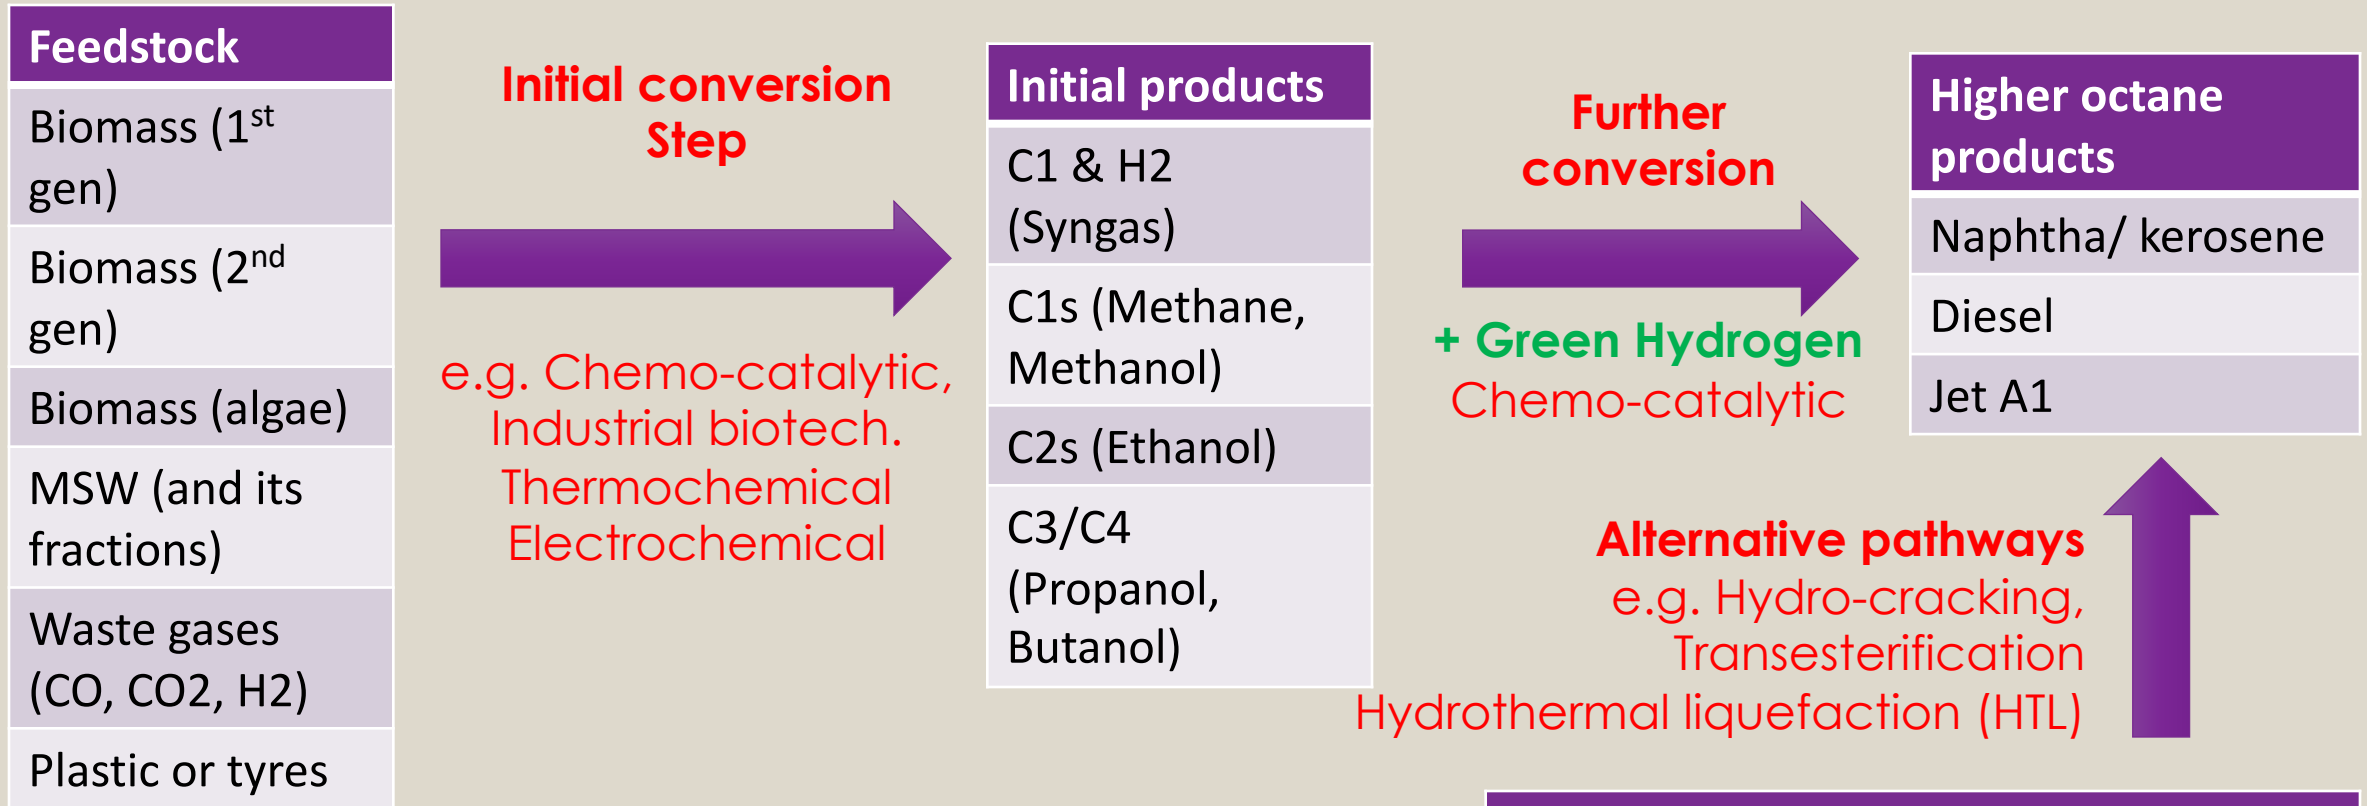 Feedstock
Biomass (1st
gen)
Biomass (2nd
gen)
Biomass (algae)
MSW (and its
fractions)
Waste gases
(CO, CO2, H2)
Plastic or tyres
Initial conversion
Step
e.g. Chemo-catalytic,
Industrial biotech.
Thermochemical
Electrochemical
Initial products
C1 & H2
(Syngas)
C1s (Methane,
Methanol)
C2s (Ethanol)
C3/C4
(Propanol,
Butanol)
Further
conversion
+ Green Hydrogen
Chemo-catalytic
Higher octane
products
Naphtha/ kerosene
Diesel
Jet A1
Alternative pathways
e.g. Hydro-cracking,
Transesterification
Hydrothermal liquefaction (HTL)